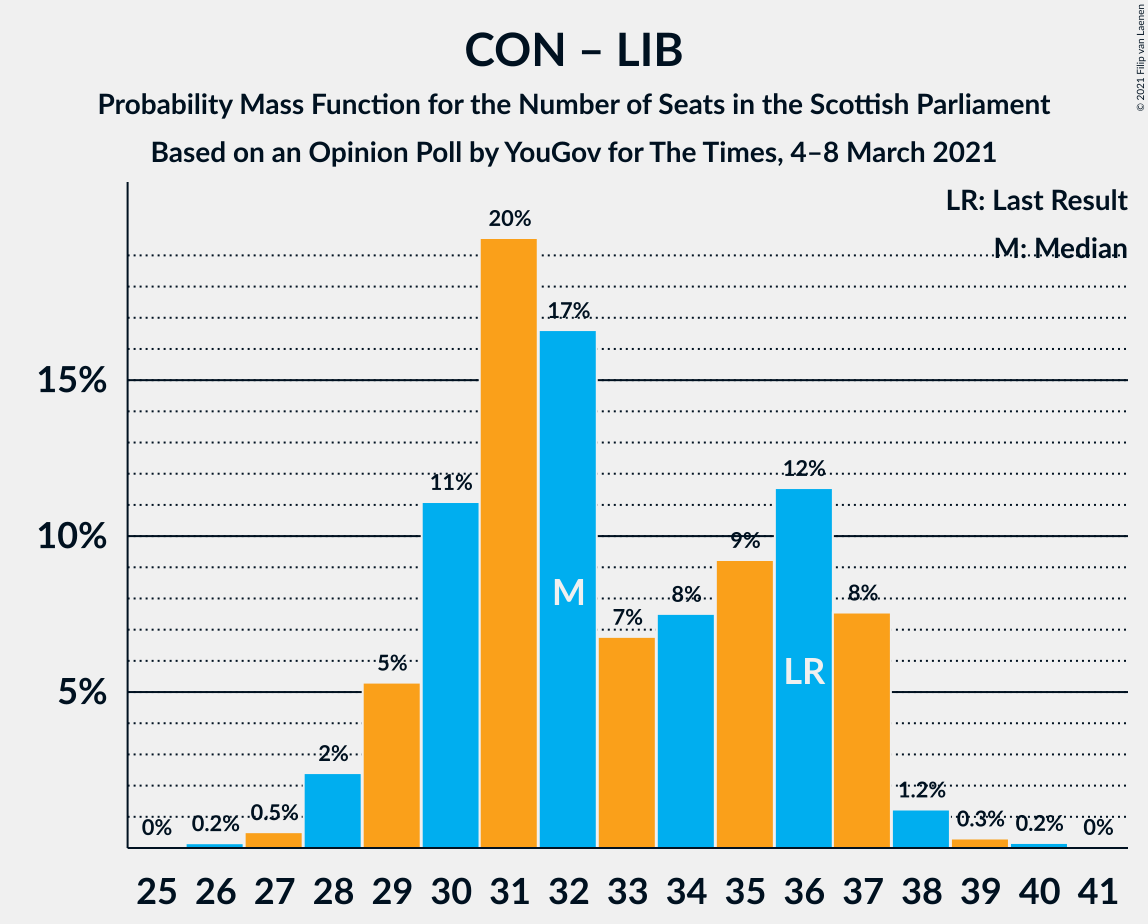 © 2021 Filip van Laenen
CON – LIB
Probability Mass Function for the Number of Seats in the Scottish Parliament
Based on an Opinion Poll by YouGov for The Times, 4–8 March 2021
LR: Last Result
M: Median
15%
10%
5%
0% 0.2% 0.5% 2% 5% 11% 20% 17% 7% 8% 9% 12% 8% 1.2% 0.3% 0.2% 0%
M
LR
25 26 27 28 29 30 31 32 33 34 35 36 37 38 39 40 41